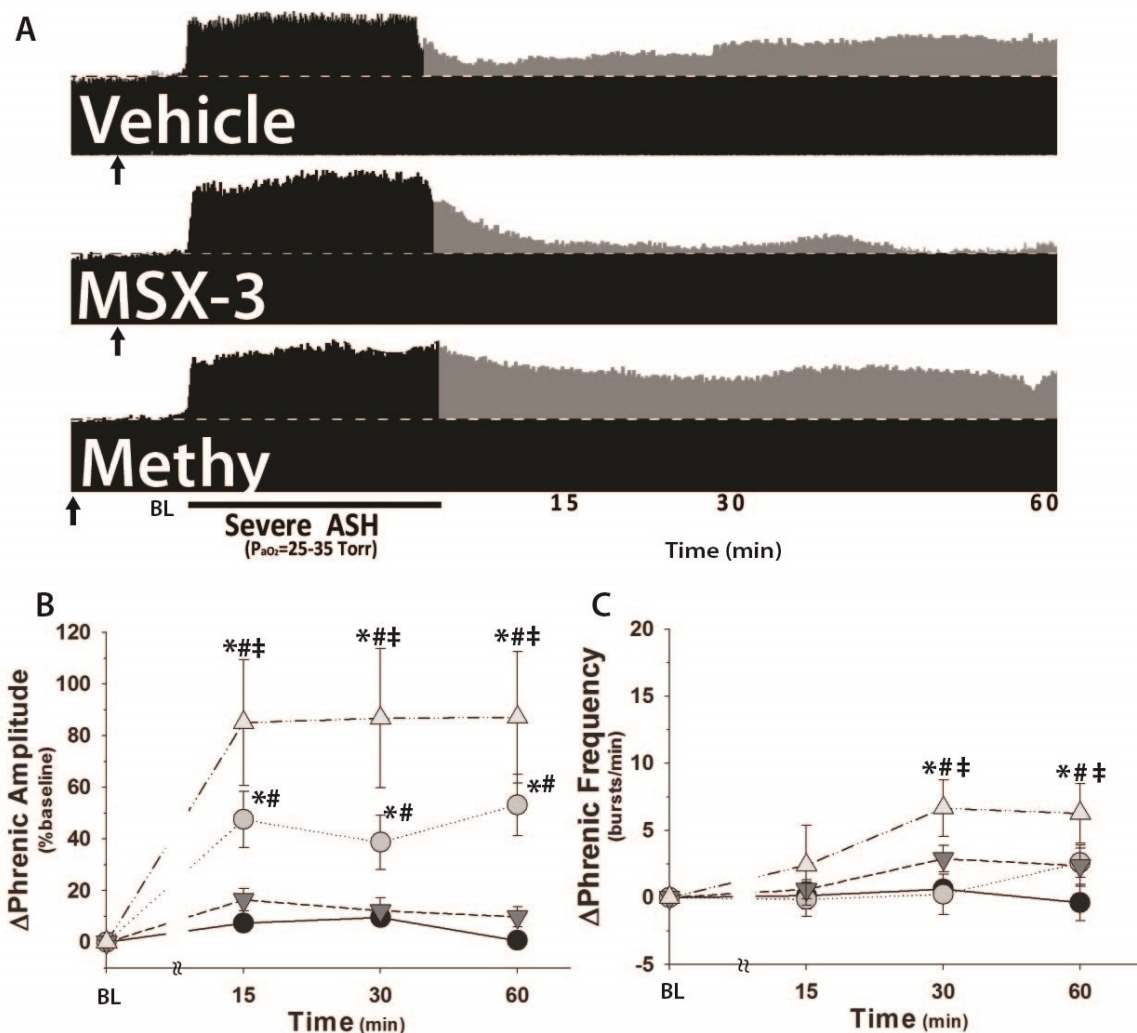 A
Vehicle
MSX-3
Methy
BL
15 30 60
Severe ASH
(PaO₂=25-35 Torr)
Time (min)
B
ΔPhrenic Amplitude
(%baseline)
120
100
80
60
40
20
0
*#‡ *#‡ *#‡
*# *# *#
≈
BL 15 30 60
Time (min)
C
ΔPhrenic Frequency
(bursts/min)
20
15
10
5
0
-5
*#‡ *#‡
≈
BL 15 30 60
Time (min)